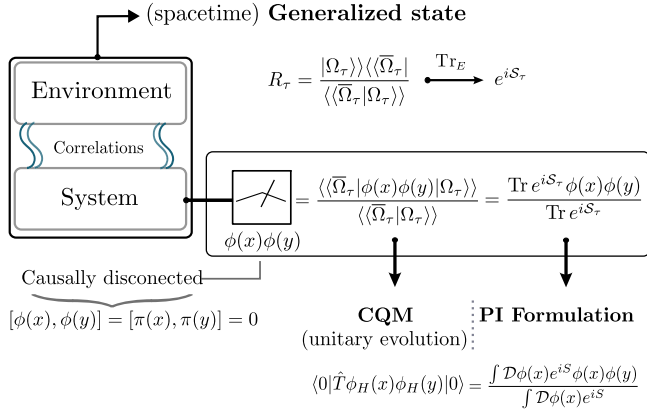 (spacetime) Generalized state
R_τ = |Ω_τ⟩⟩⟨⟨Ω̅_τ| / ⟨⟨Ω̅_τ|Ω_τ⟩⟩ Tr_E e^{iS_τ}
Environment
Correlations
System
= ⟨⟨Ω̅_τ|ϕ(x)ϕ(y)|Ω_τ⟩⟩ / ⟨⟨Ω̅_τ|Ω_τ⟩⟩ = Tr e^{iS_τ} ϕ(x)ϕ(y) / Tr e^{iS_τ}
ϕ(x)ϕ(y)
Causally disconected
[ϕ(x), ϕ(y)] = [π(x), π(y)] = 0
CQM
(unitary evolution)
PI Formulation
⟨0|T̂ϕ_H(x)ϕ_H(y)|0⟩ = ∫ Dϕ(x)e^{iS}ϕ(x)ϕ(y) / ∫ Dϕ(x)e^{iS}